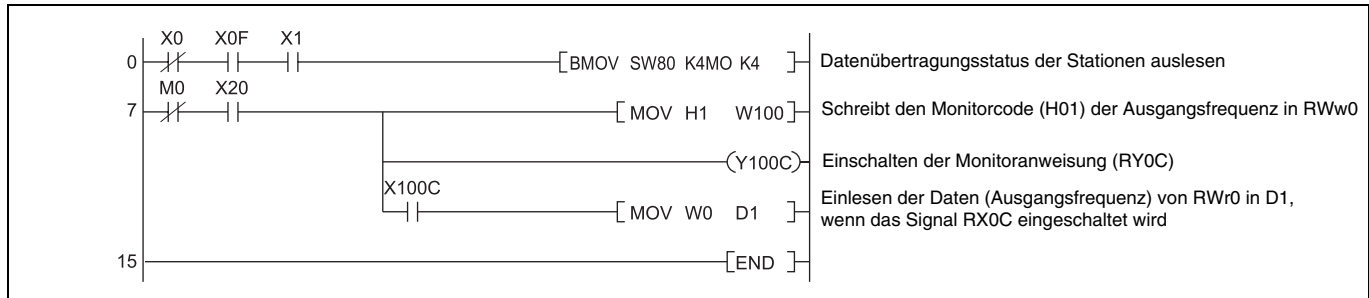 X0 X0F X1
0 BMOV SW80 K4MO K4 Datenübertragungsstatus der Stationen auslesen
M0 X20
7 MOV H1 W100 Schreibt den Monitorcode (H01) der Ausgangsfrequenz in RWw0
Y100C Einschalten der Monitoranweisung (RY0C)
X100C
MOV W0 D1 Einlesen der Daten (Ausgangsfrequenz) von RWr0 in D1,
wenn das Signal RX0C eingeschaltet wird
15 END